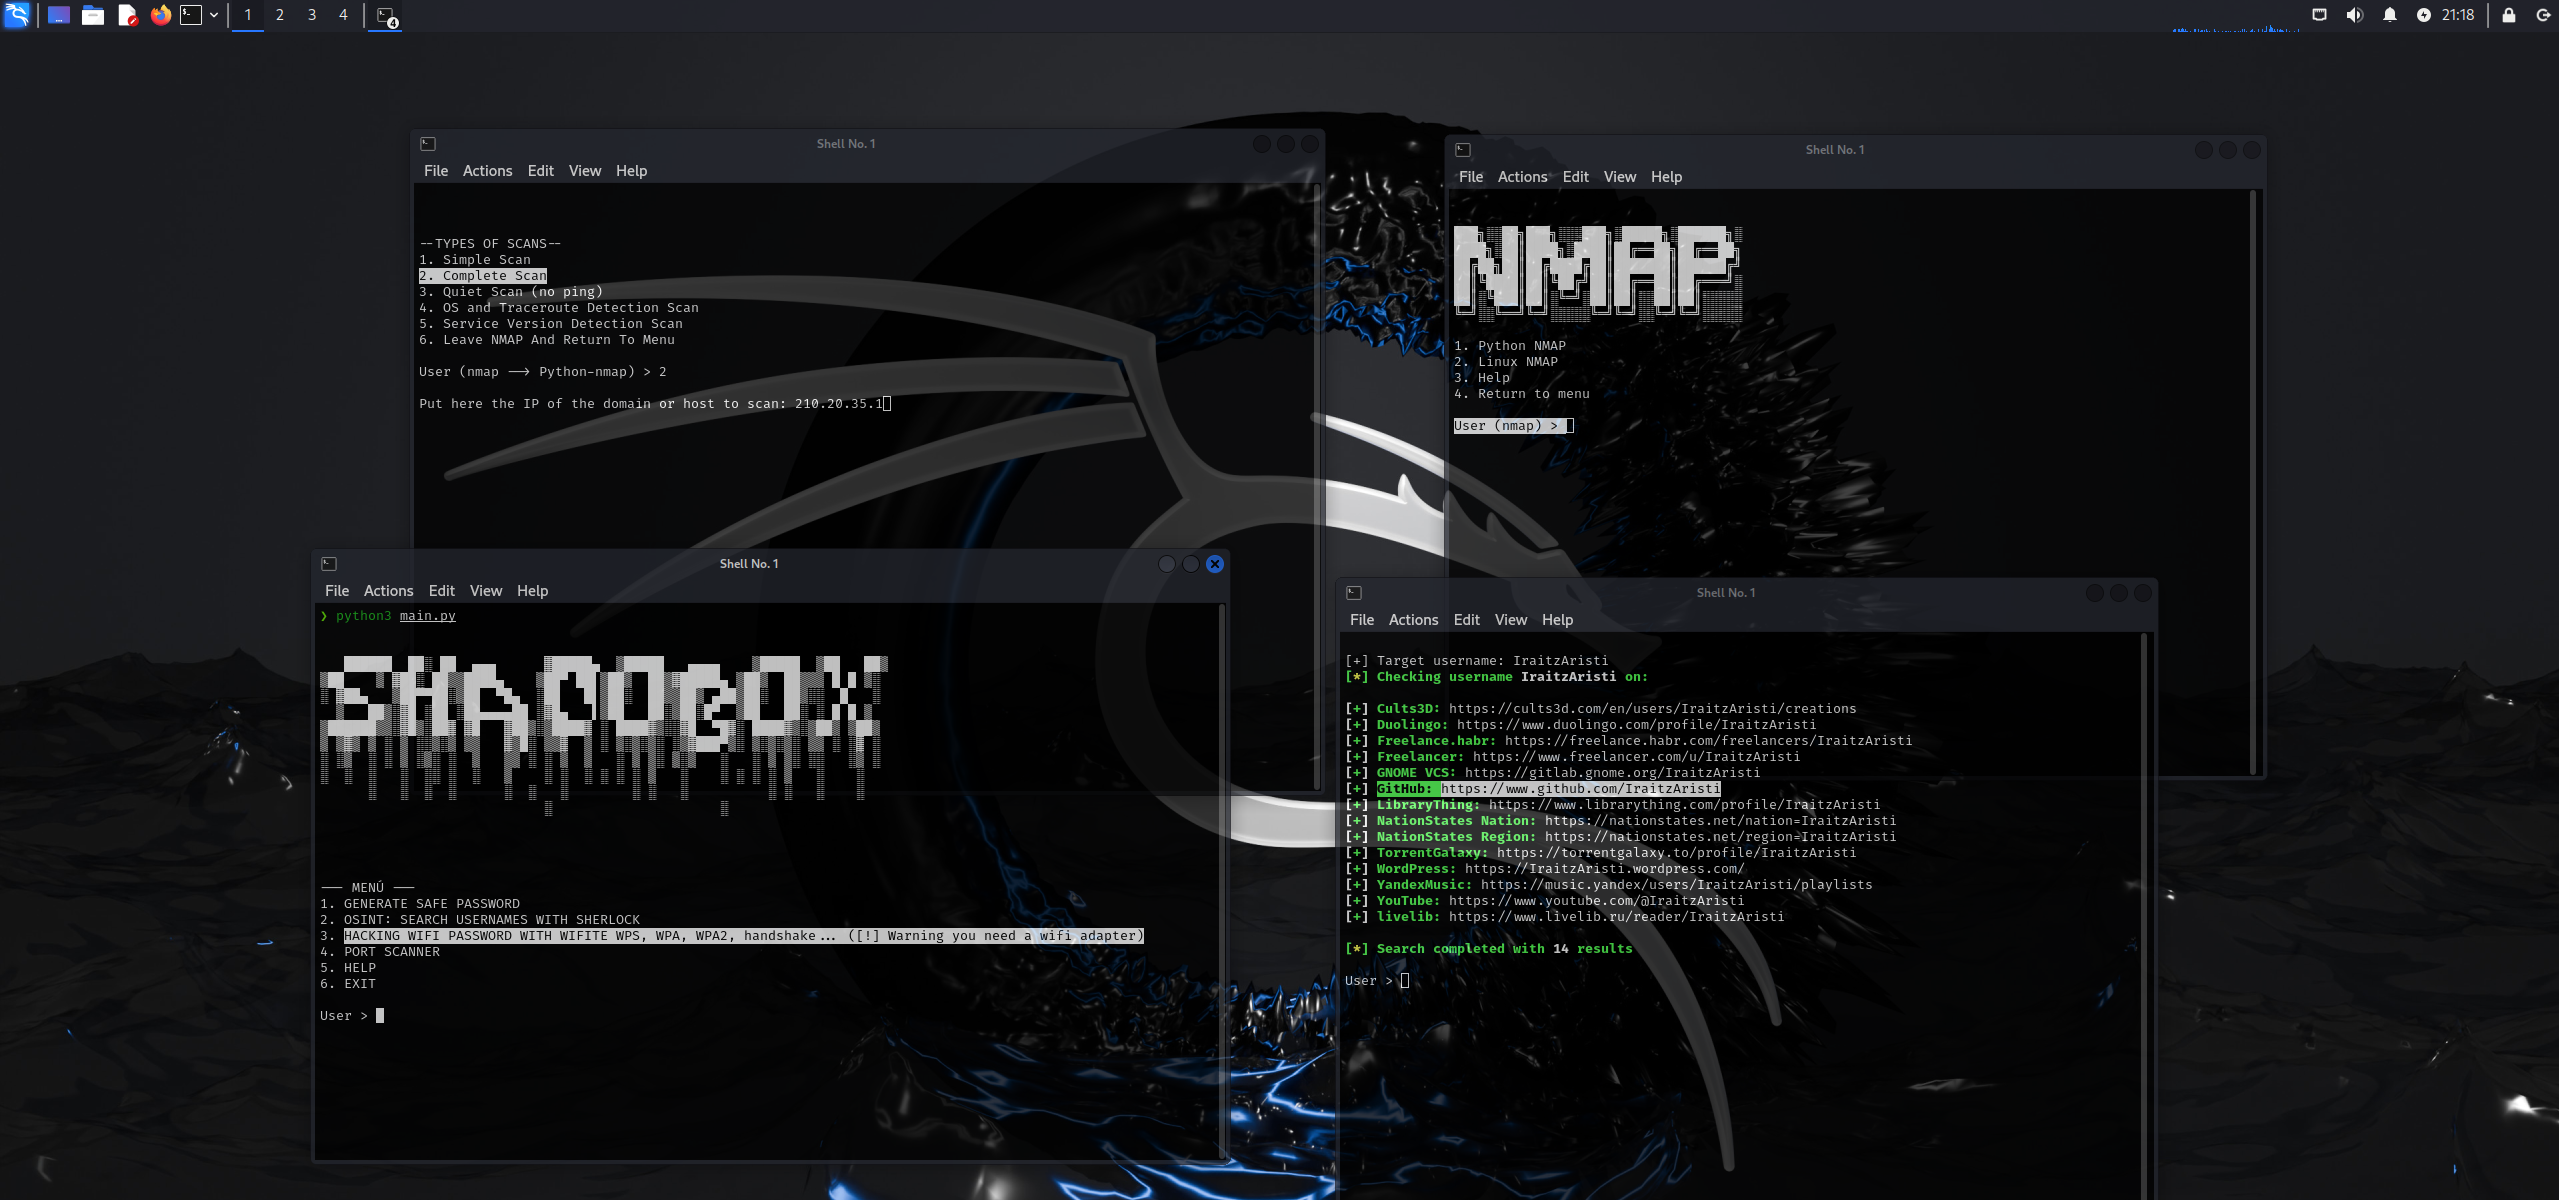 1 2 3 4
4
21:18
Shell No. 1
File Actions Edit View Help
--TYPES OF SCANS--
1. Simple Scan
2. Complete Scan
3. Quiet Scan (no ping)
4. OS and Traceroute Detection Scan
5. Service Version Detection Scan
6. Leave NMAP And Return To Menu
User (nmap —> Python-nmap) > 2
Put here the IP of the domain or host to scan: 210.20.35.1
Shell No. 1
File Actions Edit View Help
NMAP
1. Python NMAP
2. Linux NMAP
3. Help
4. Return to menu
User (nmap) >
Shell No. 1
File Actions Edit View Help
❯ python3 main.py
— MENÚ —
1. GENERATE SAFE PASSWORD
2. OSINT: SEARCH USERNAMES WITH SHERLOCK
3. HACKING WIFI PASSWORD WITH WIFITE WPS, WPA, WPA2, handshake... ([!] Warning you need a wifi adapter)
4. PORT SCANNER
5. HELP
6. EXIT
User >
Shell No. 1
File Actions Edit View Help
[+] Target username: IraitzAristi
[*] Checking username IraitzAristi on:
[+] Cults3D: https://cults3d.com/en/users/IraitzAristi/creations
[+] Duolingo: https://www.duolingo.com/profile/IraitzAristi
[+] Freelance.habr: https://freelance.habr.com/freelancers/IraitzAristi
[+] Freelancer: https://www.freelancer.com/u/IraitzAristi
[+] GNOME VCS: https://gitlab.gnome.org/IraitzAristi
[+] GitHub: https://www.github.com/IraitzAristi
[+] LibraryThing: https://www.librarything.com/profile/IraitzAristi
[+] NationStates Nation: https://nationstates.net/nation=IraitzAristi
[+] NationStates Region: https://nationstates.net/region=IraitzAristi
[+] TorrentGalaxy: https://torrentgalaxy.to/profile/IraitzAristi
[+] WordPress: https://IraitzAristi.wordpress.com/
[+] YandexMusic: https://music.yandex/users/IraitzAristi/playlists
[+] YouTube: https://www.youtube.com/@IraitzAristi
[+] livelib: https://www.livelib.ru/reader/IraitzAristi
[*] Search completed with 14 results
User >